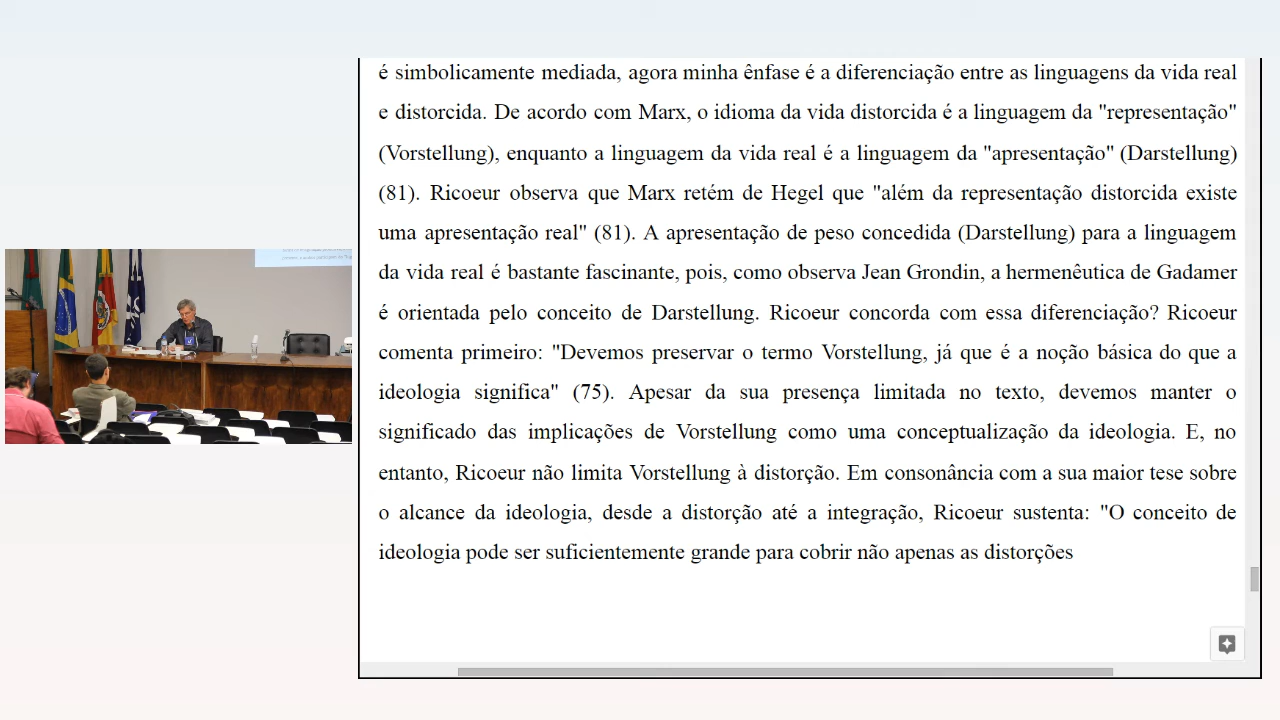 é simbolicamente mediada, agora minha ênfase é a diferenciação entre as linguagens da vida real
e distorcida. De acordo com Marx, o idioma da vida distorcida é a linguagem da "representação"
(Vorstellung), enquanto a linguagem da vida real é a linguagem da "apresentação" (Darstellung)
(81). Ricoeur observa que Marx retém de Hegel que "além da representação distorcida existe
uma apresentação real" (81). A apresentação de peso concedida (Darstellung) para a linguagem
da vida real é bastante fascinante, pois, como observa Jean Grondin, a hermenêutica de Gadamer
é orientada pelo conceito de Darstellung. Ricoeur concorda com essa diferenciação? Ricoeur
comenta primeiro: "Devemos preservar o termo Vorstellung, já que é a noção básica do que a
ideologia significa" (75). Apesar da sua presença limitada no texto, devemos manter o
significado das implicações de Vorstellung como uma conceptualização da ideologia. E, no
entanto, Ricoeur não limita Vorstellung à distorção. Em consonância com a sua maior tese sobre
o alcance da ideologia, desde a distorção até a integração, Ricoeur sustenta: "O conceito de
ideologia pode ser suficientemente grande para cobrir não apenas as distorções